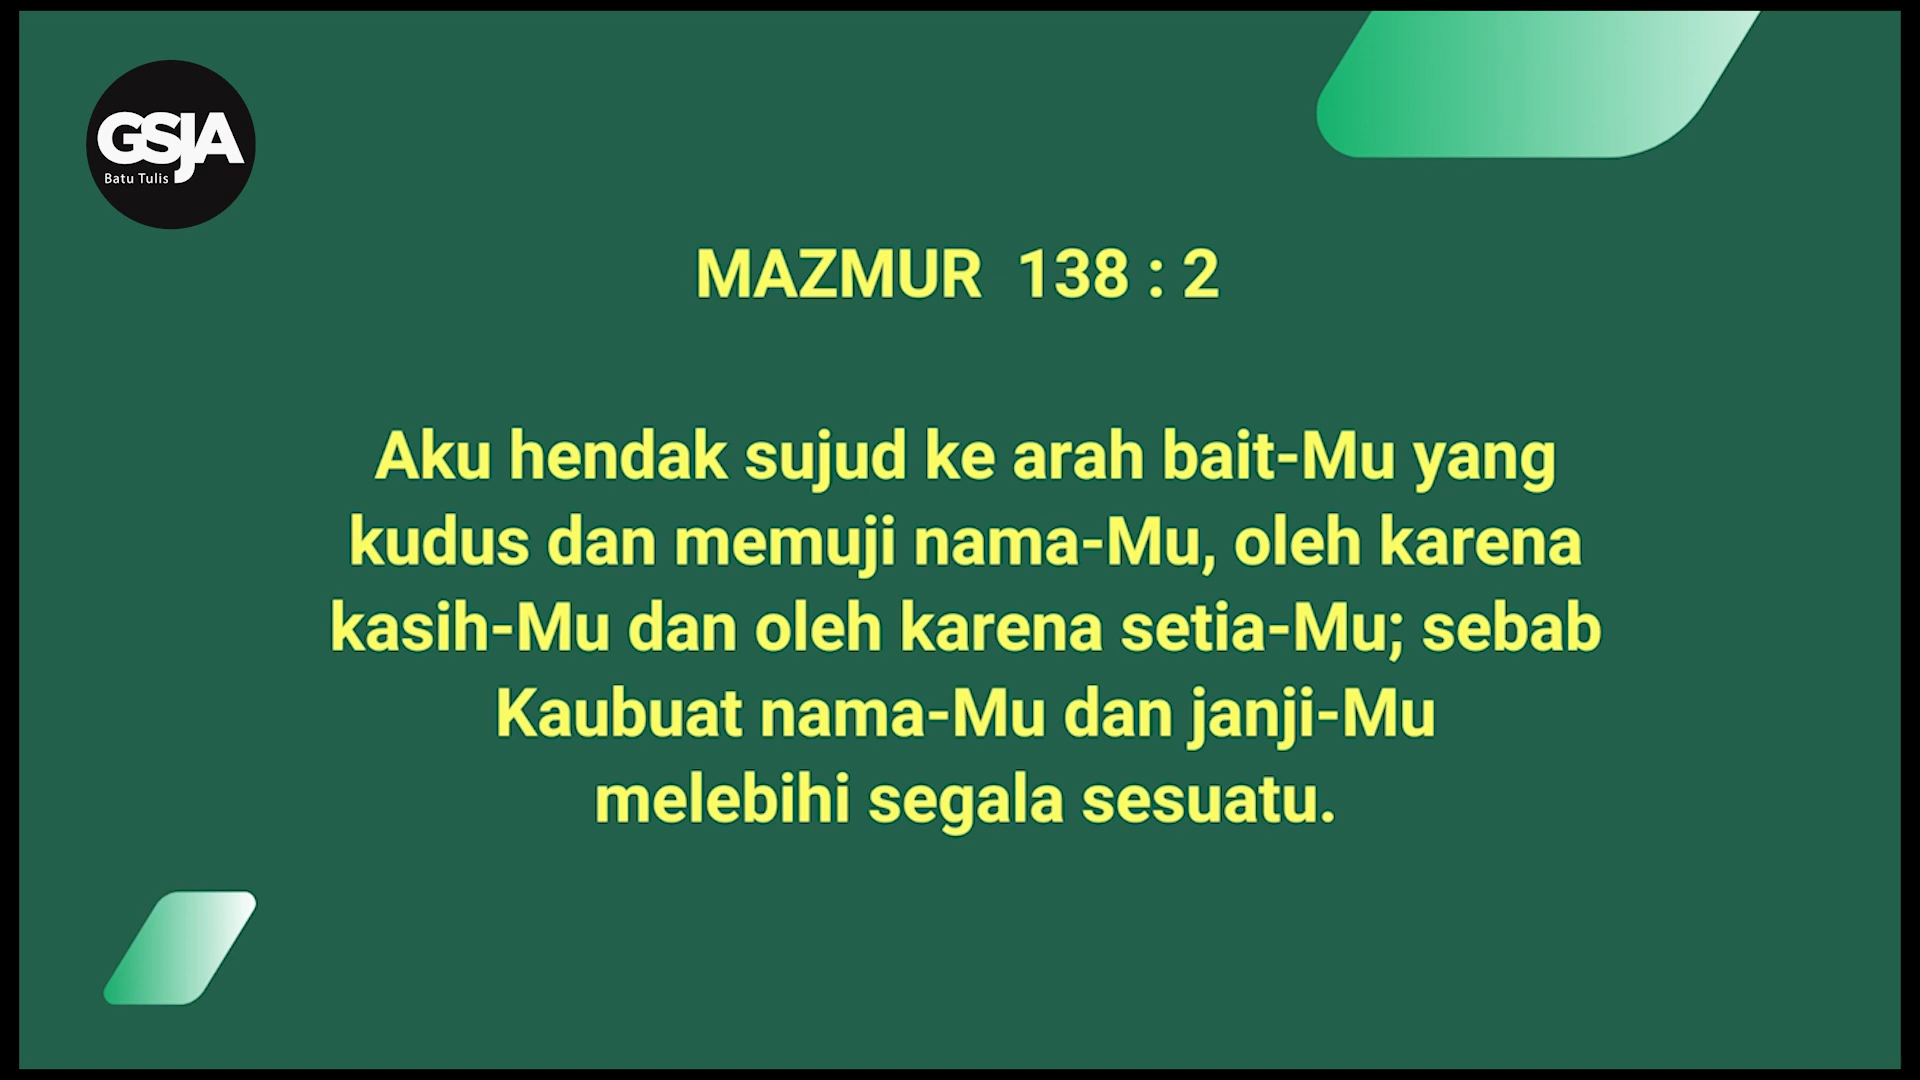 GSJA
Batu Tulis
MAZMUR 138 : 2
Aku hendak sujud ke arah bait-Mu yang
kudus dan memuji nama-Mu, oleh karena
kasih-Mu dan oleh karena setia-Mu; sebab
Kaubuat nama-Mu dan janji-Mu
melebihi segala sesuatu.